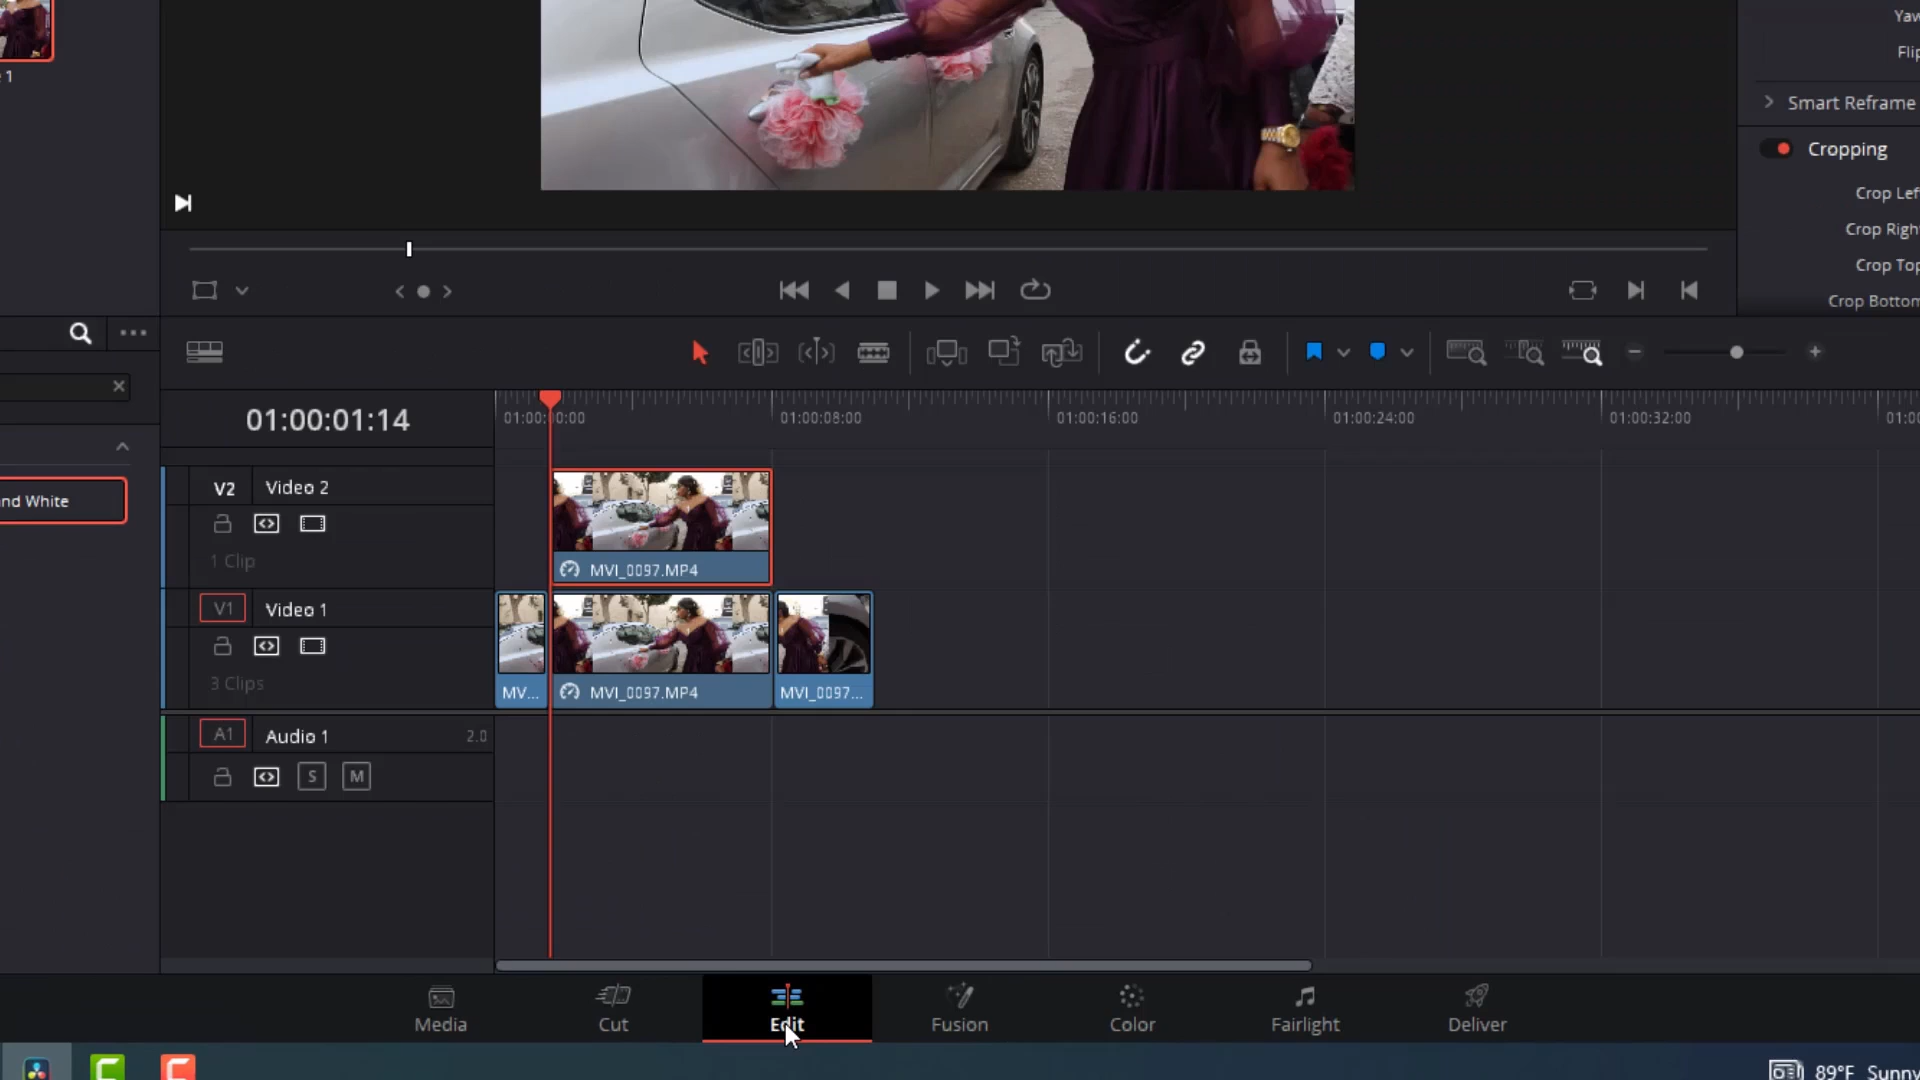 Yaw
Flip
1
Smart Reframe
Cropping
Crop Left
Crop Right
Crop Top
Crop Bottom
01:00:01:14
01:00:00:00
01:00:08:00
01:00:16:00
01:00:24:00
01:00:32:00
01:00
V2 Video 2
nd White
1 Clip
MVI_0097.MP4
V1 Video 1
3 Clips
MV...
MVI_0097.MP4
MVI_0097...
A1 Audio 1 2.0
S M
Media
Cut
Edit
Fusion
Color
Fairlight
Deliver
89°F Sunny